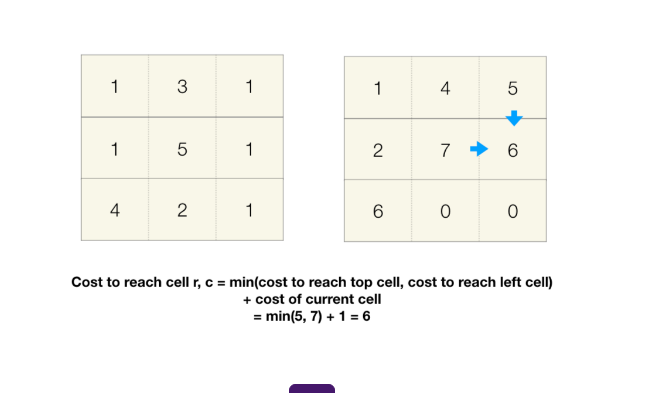 1 3 1 1 4 5
1 5 1 2 7 6
4 2 1 6 0 0
Cost to reach cell r, c = min(cost to reach top cell, cost to reach left cell)
+ cost of current cell
= min(5, 7) + 1 = 6